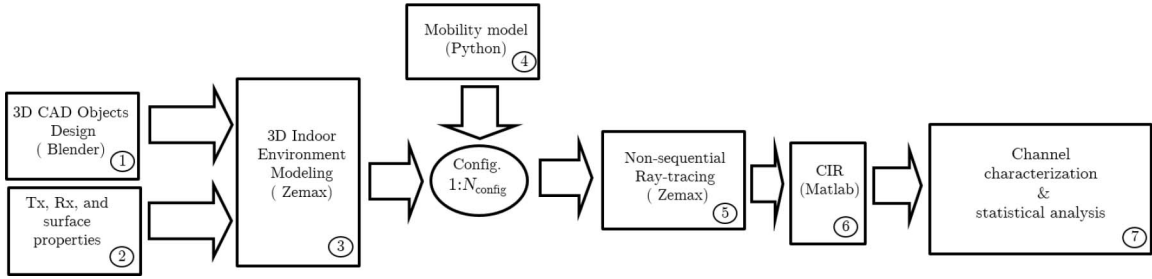 3D CAD Objects
Design
( Blender)
1
Tx, Rx, and
surface
properties
2
3D Indoor
Environment
Modeling
( Zemax)
3
Mobility model
(Python)
4
Config.
1:N_config
Non-sequential
Ray-tracing
( Zemax)
5
CIR
(Matlab)
6
Channel
characterization
&
statistical analysis
7